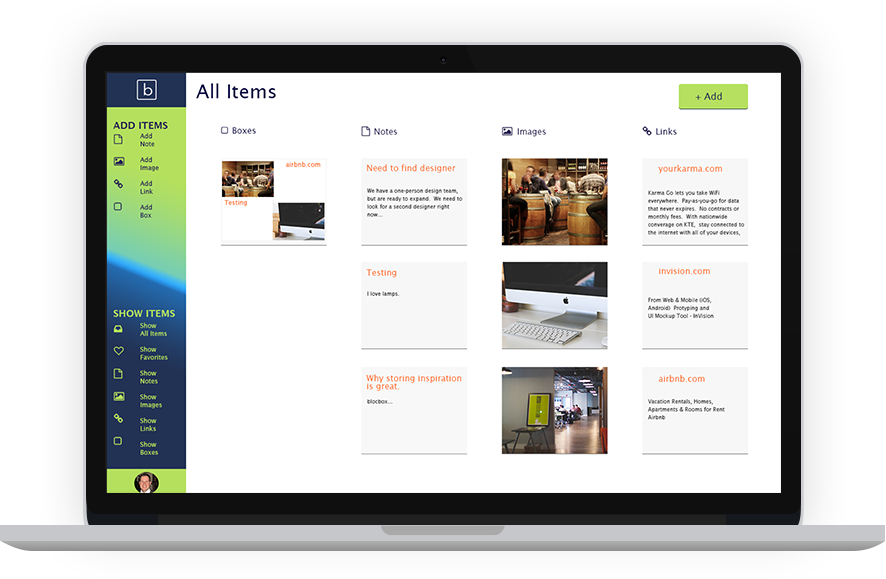 b
All Items
+ Add
ADD ITEMS
Add
Note
Add
Image
Add
Link
Add
Box
SHOW ITEMS
Show
All Items
Show
Favorites
Show
Notes
Show
Images
Show
Links
Show
Boxes
Boxes
airbnb.com
Testing
Notes
Need to find designer
We have a one-person design team,
but are ready to expand. We need to
look for a second designer right
now...
Testing
I love lamps.
Why storing inspiration
is great.
blocbox...
Images
Links
yourkarma.com
Karma Go lets you take WiFi
everywhere. Pay-as-you-go for data
that never expires. No contracts or
monthly fees. With nationwide
converage on KTE, stay connected to
the internet with all of your devices,
invision.com
From Web & Mobile (iOS,
Android) Protyping and
UI Mockup Tool - InVision
airbnb.com
Vacation Rentals, Homes,
Apartments & Rooms for Rent
Airbnb